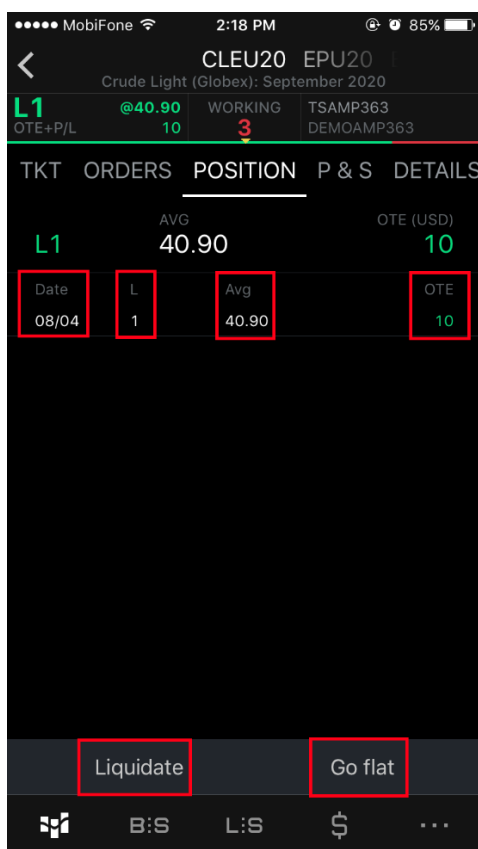 MobiFone 2:18 PM 85%
CLEU20 EPU20
Crude Light (Globex): September 2020
L1 @40.90 WORKING TSAMP363
OTE+P/L 10 3 DEMOAMP363
TKT ORDERS POSITION P & S DETAILS
AVG OTE (USD)
L1 40.90 10
Date L Avg OTE
08/04 1 40.90 10
Liquidate Go flat
B:S L:S $ ...